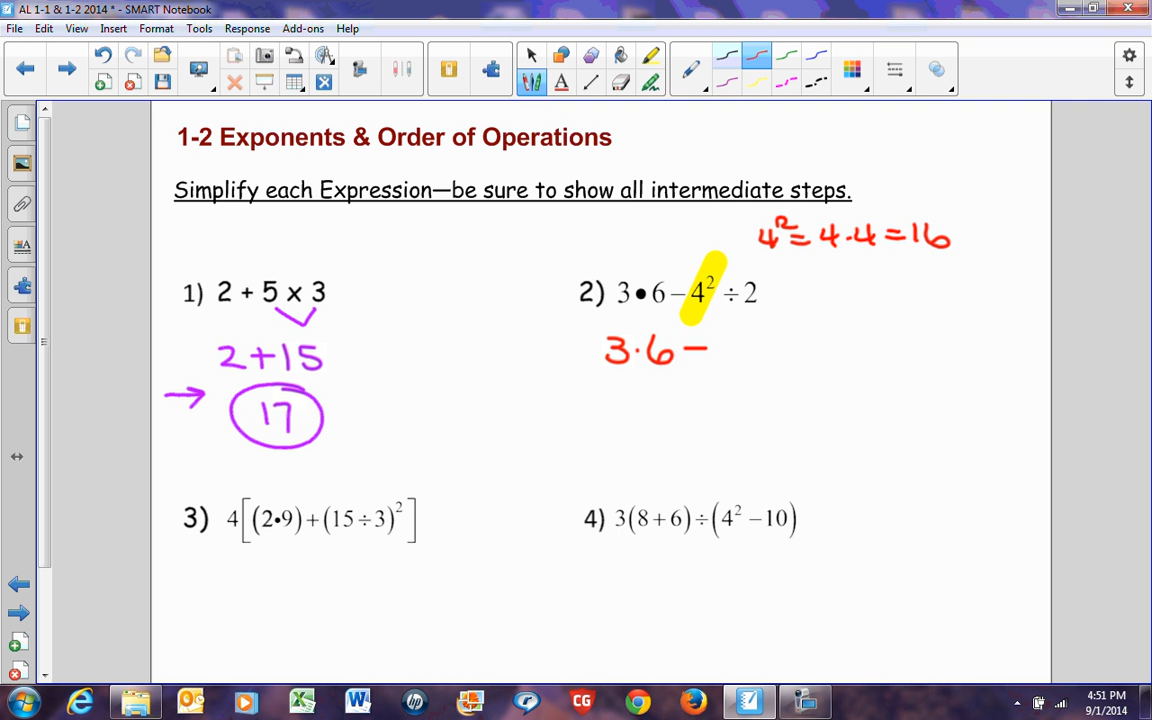 AL 1-1 & 1-2 2014 * - SMART Notebook
File Edit View Insert Format Tools Response Add-ons Help
1-2 Exponents & Order of Operations
Simplify each Expression—be sure to show all intermediate steps.
4² = 4 · 4 = 16
1) 2 + 5 x 3
2) 3 • 6 – 4² ÷ 2
2 + 15
3 · 6 –
→ 17
3) 4[(2•9)+(15÷3)²]
4) 3(8+6)÷(4²–10)
CG
4:51 PM
9/1/2014